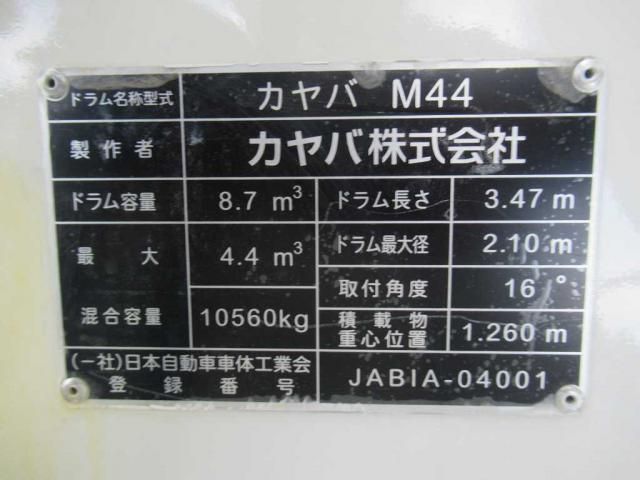 ドラム名称型式 カヤバ M44
製作者 カヤバ株式会社
ドラム容量 8.7 m³ ドラム長さ 3.47 m
最大 4.4 m³ ドラム最大径 2.10 m
取付角度 16°
混合容量 10560kg 積載物重心位置 1.260 m
(一社)日本自動車車体工業会
登録番号 JABIA-04001